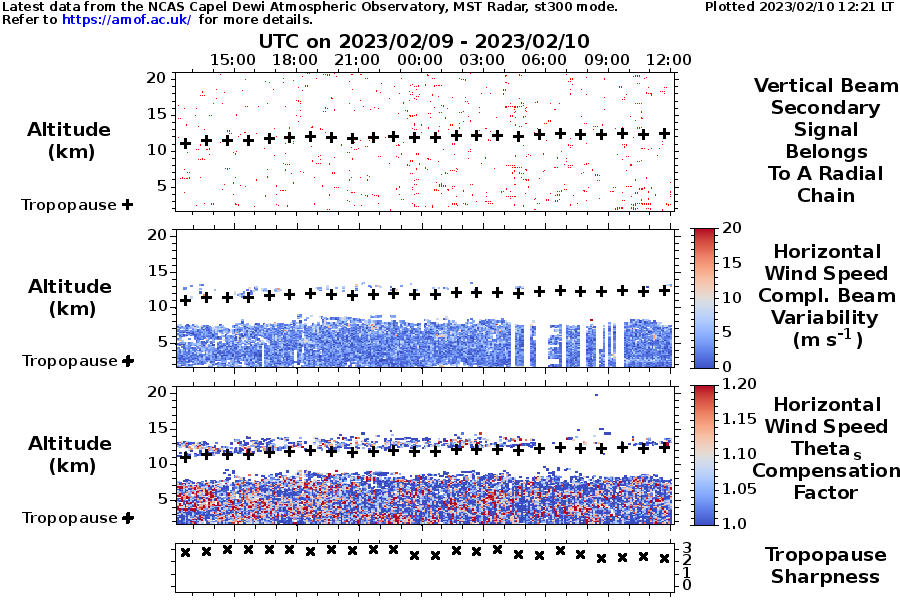 Latest data from the NCAS Capel Dewi Atmospheric Observatory, MST Radar, st300 mode.
Plotted 2023/02/10 12:21 LT
Refer to https://amof.ac.uk/ for more details.
UTC on 2023/02/09 - 2023/02/10
15:00 18:00 21:00 00:00 03:00 06:00 09:00 12:00
20
15
10
5
Altitude
(km)
Tropopause +
Vertical Beam
Secondary
Signal
Belongs
To A Radial
Chain
20
15
10
5
Altitude
(km)
Tropopause +
20
15
10
5
0
Horizontal
Wind Speed
Compl. Beam
Variability
(m s-1)
20
15
10
5
Altitude
(km)
Tropopause +
1.20
1.15
1.10
1.05
1.0
Horizontal
Wind Speed
Theta s
Compensation
Factor
3
2
1
0
Tropopause
Sharpness